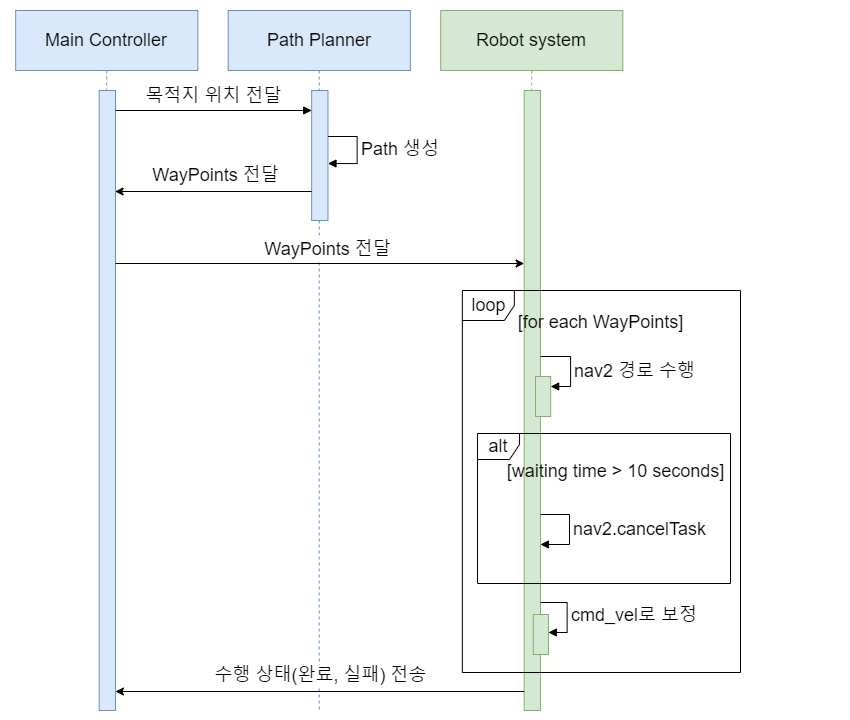 Main Controller
Path Planner
Robot system
목적지 위치 전달
Path 생성
WayPoints 전달
WayPoints 전달
loop
[for each WayPoints]
nav2 경로 수행
alt
[waiting time > 10 seconds]
nav2.cancelTask
cmd_vel로 보정
수행 상태(완료, 실패) 전송